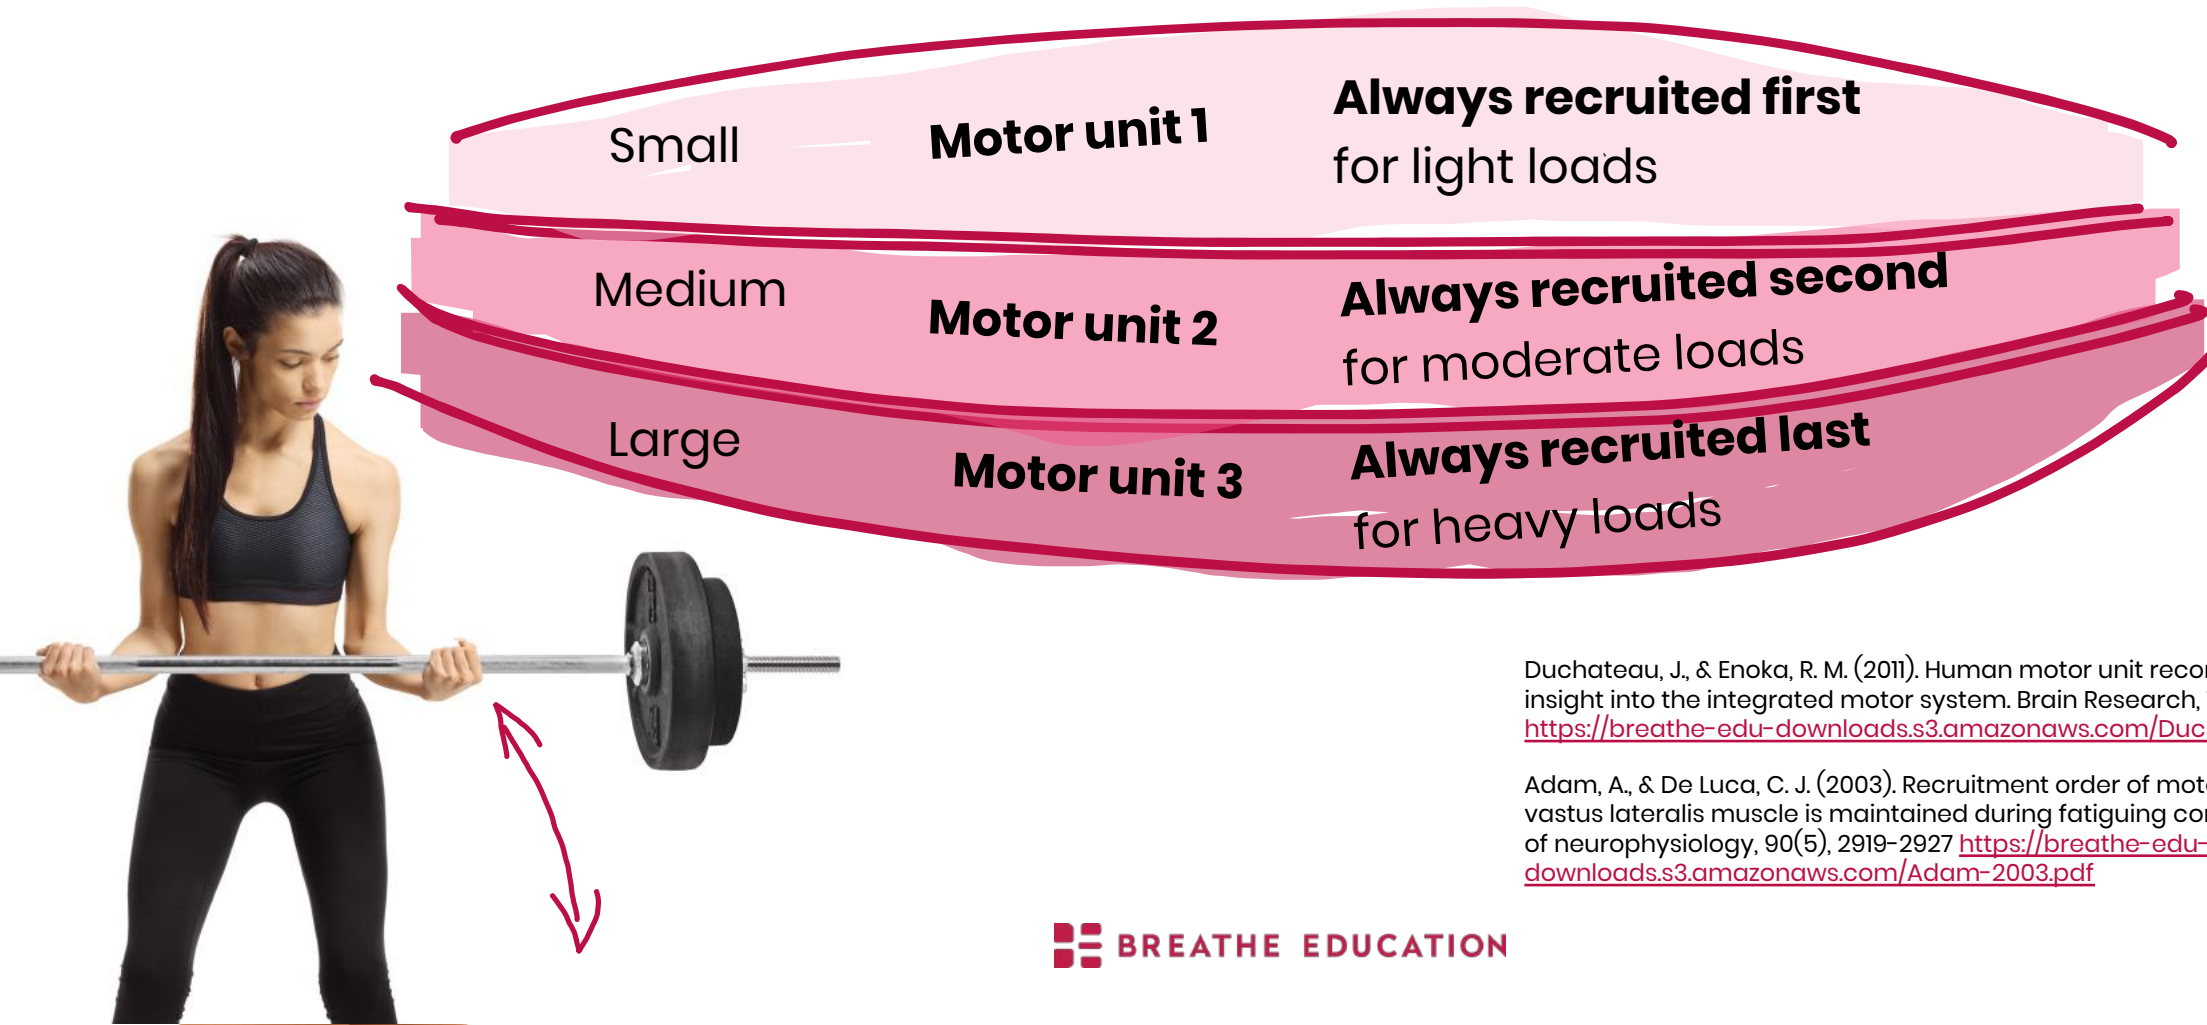 Small
Motor unit 1
Always recruited first
for light loads
Medium
Motor unit 2
Always recruited second
for moderate loads
Large
Motor unit 3
Always recruited last
for heavy loads
Duchateau, J., & Enoka, R. M. (2011). Human motor unit recor
insight into the integrated motor system. Brain Research,
https://breathe-edu-downloads.s3.amazonaws.com/Duc
Adam, A., & De Luca, C. J. (2003). Recruitment order of mot
vastus lateralis muscle is maintained during fatiguing cor
of neurophysiology, 90(5), 2919-2927 https://breathe-edu-
downloads.s3.amazonaws.com/Adam-2003.pdf
BREATHE EDUCATION